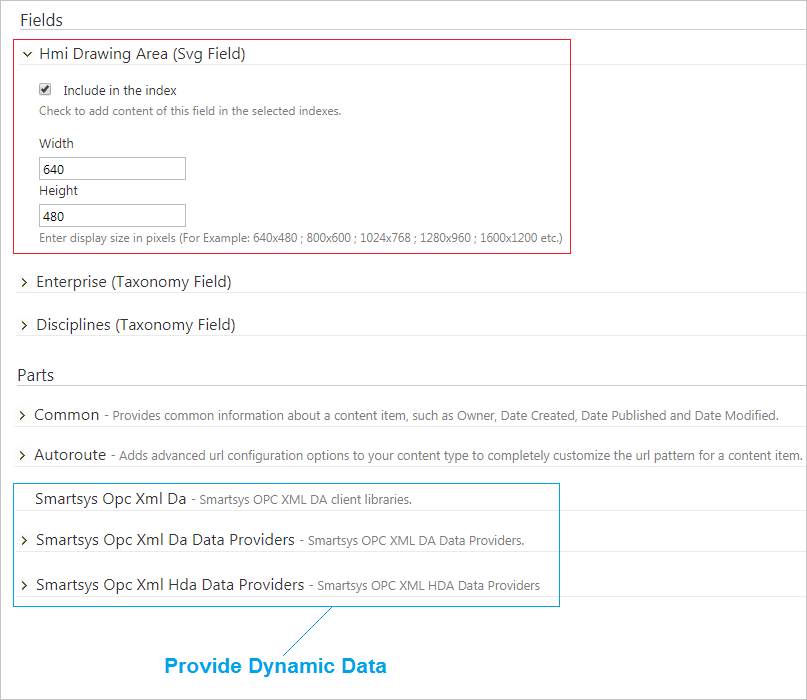 Fields
Hmi Drawing Area (Svg Field)
Include in the index
Check to add content of this field in the selected indexes.
Width
640
Height
480
Enter display size in pixels (For Example: 640x480 ; 800x600 ; 1024x768 ; 1280x960 ; 1600x1200 etc.)
Enterprise (Taxonomy Field)
Disciplines (Taxonomy Field)
Parts
Common - Provides common information about a content item, such as Owner, Date Created, Date Published and Date Modified.
Autoroute - Adds advanced url configuration options to your content type to completely customize the url pattern for a content item.
Smartsys Opc Xml Da - Smartsys OPC XML DA client libraries.
Smartsys Opc Xml Da Data Providers - Smartsys OPC XML DA Data Providers.
Smartsys Opc Xml Hda Data Providers - Smartsys OPC XML HDA Data Providers
Provide Dynamic Data